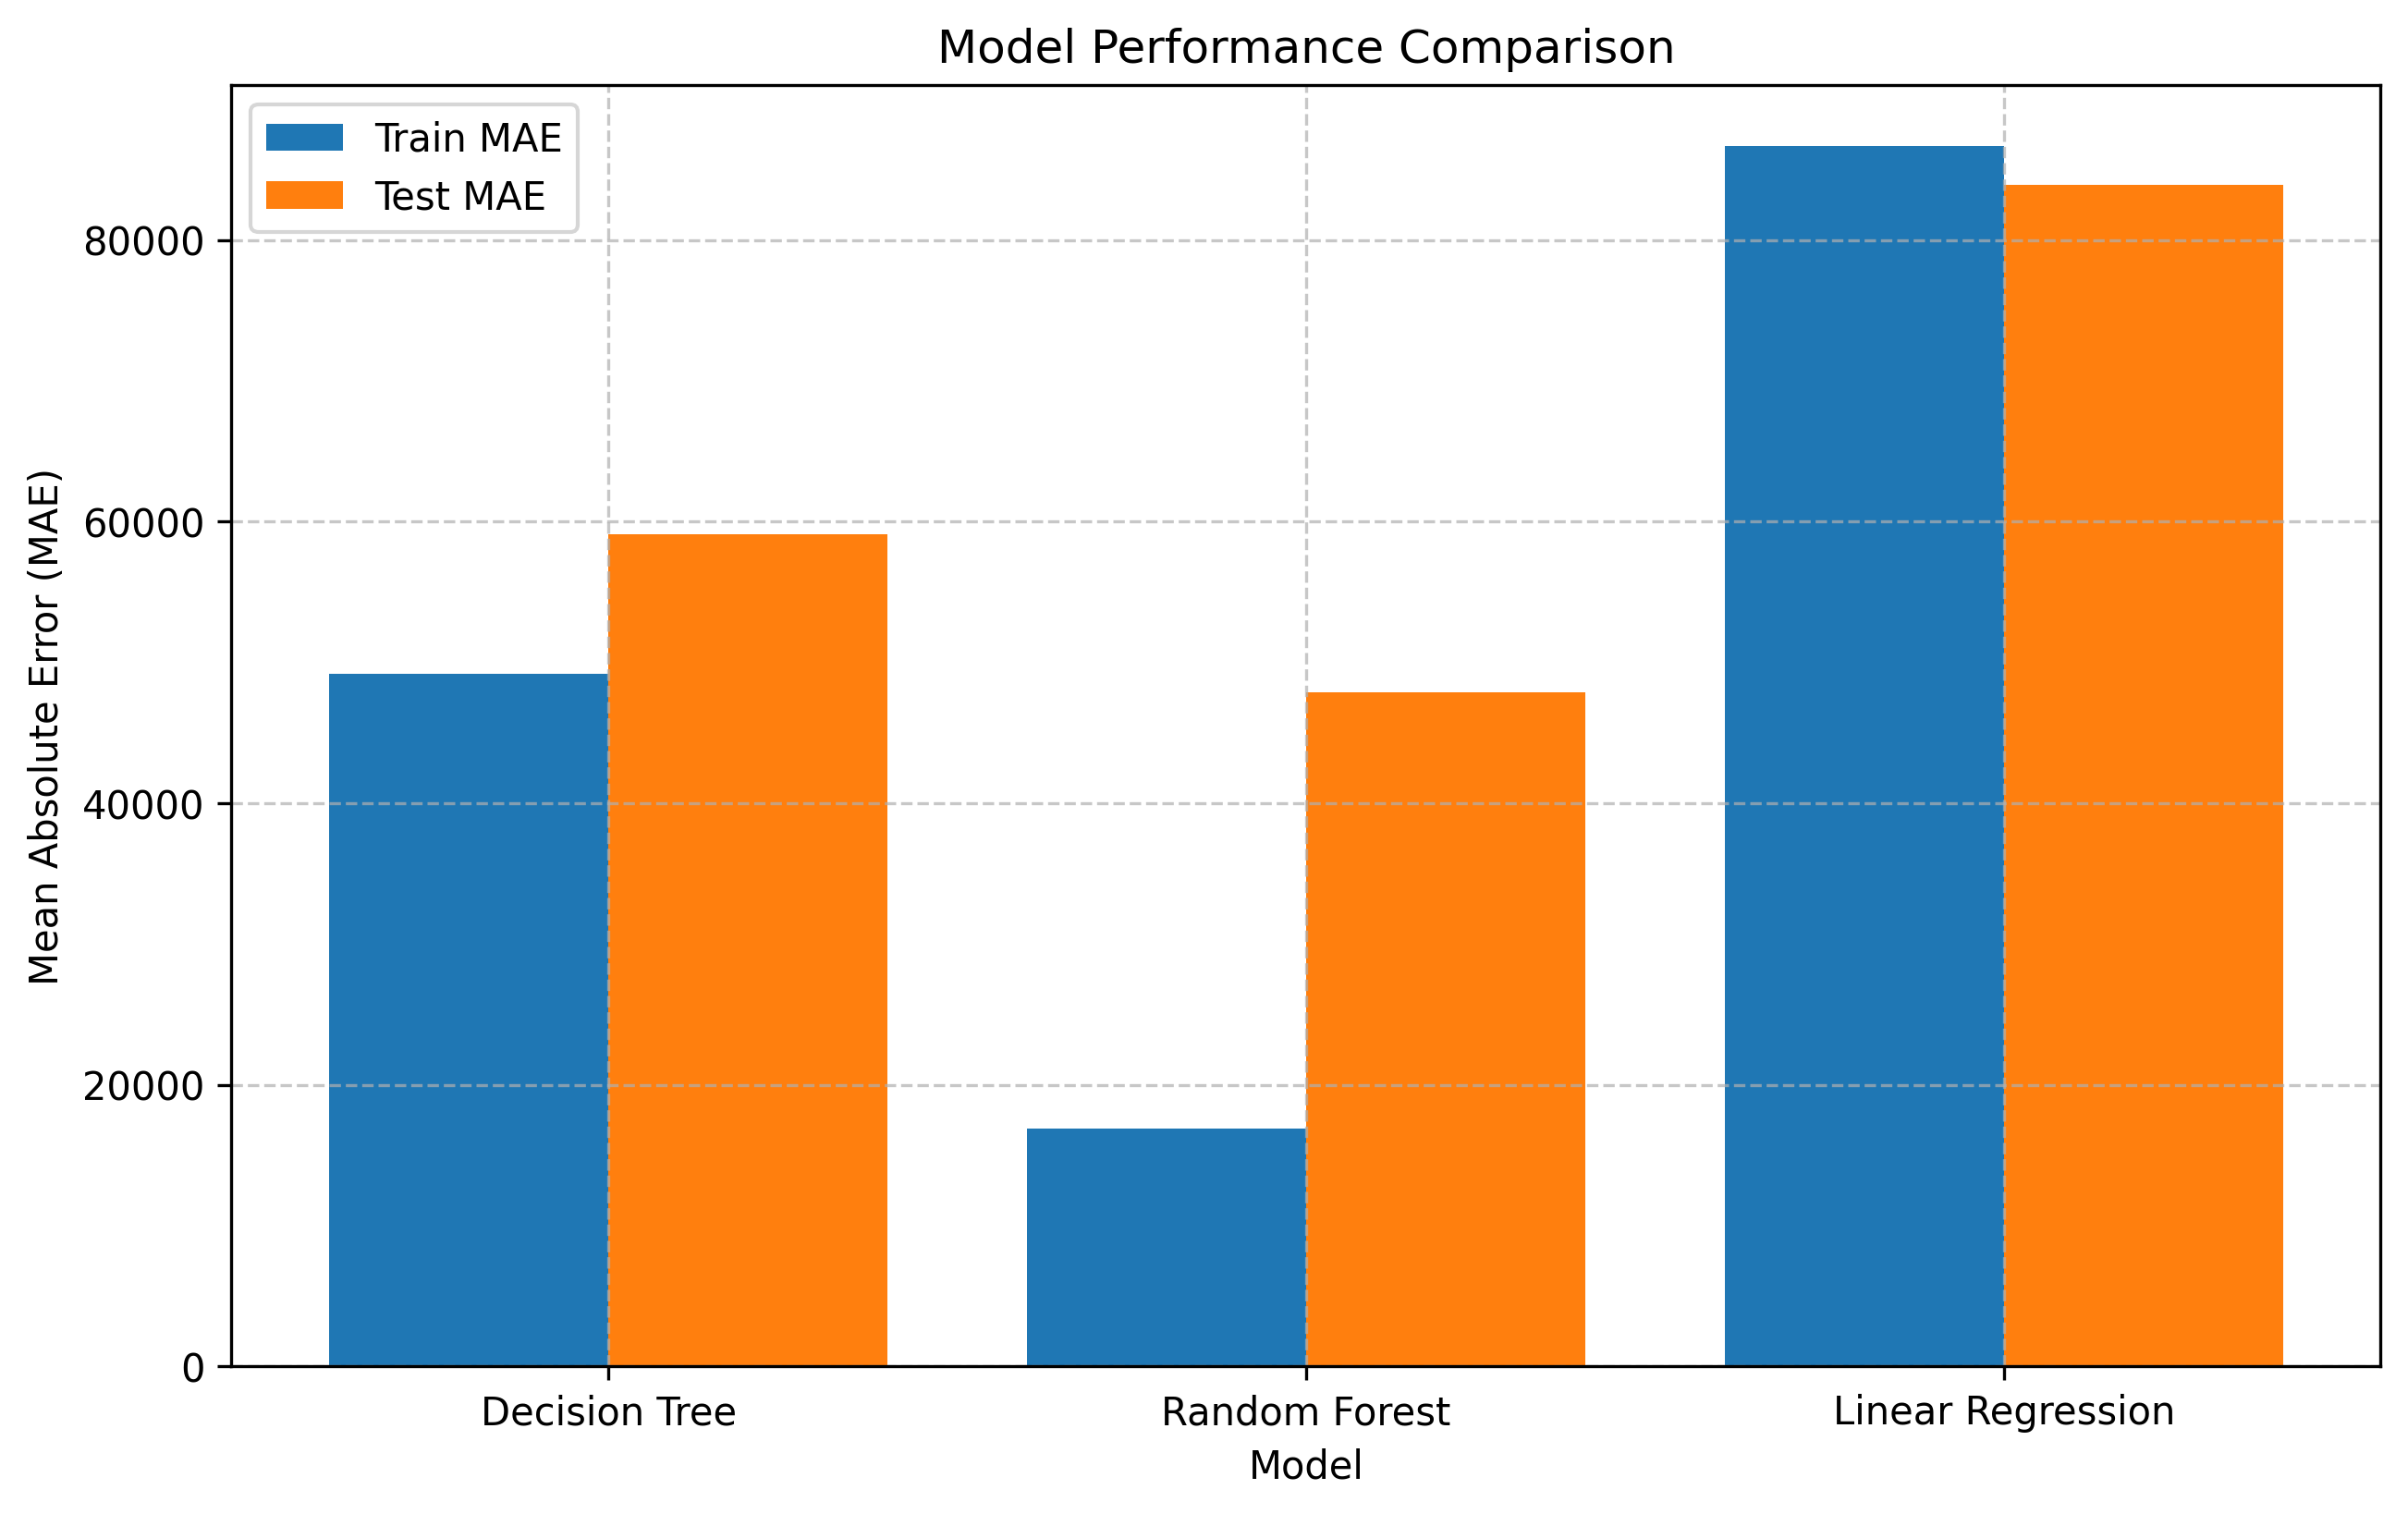 Model Performance Comparison
Train MAE
Test MAE
Mean Absolute Error (MAE)
80000
60000
40000
20000
0
Decision Tree
Random Forest
Linear Regression
Model